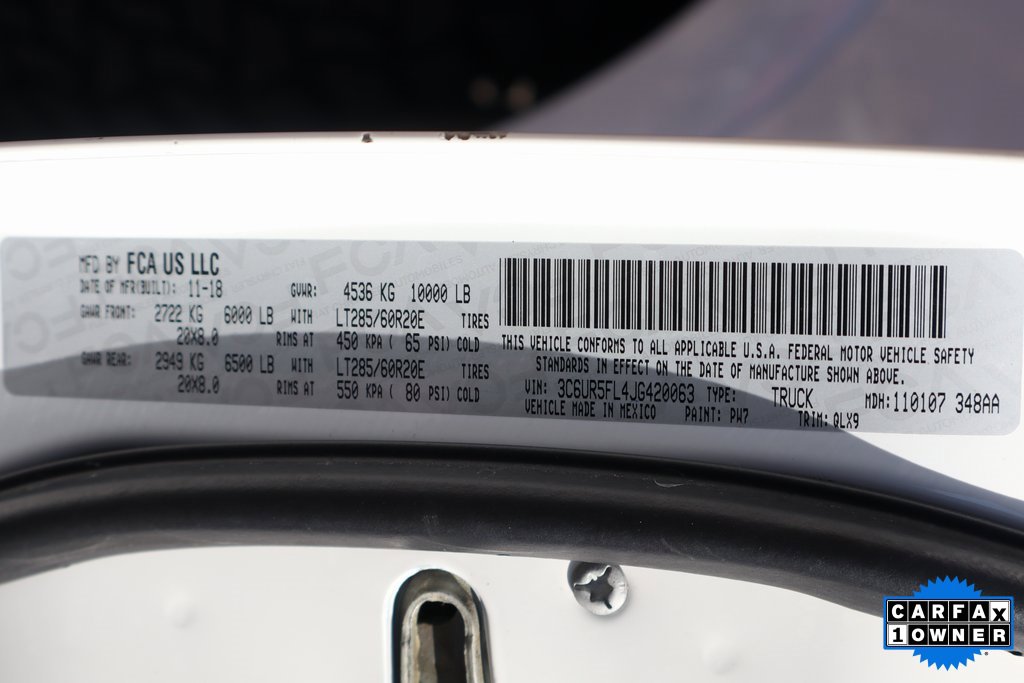 MFD BY FCA US LLC
DATE OF MFR(BUILT): 11-18 GVWR: 4536 KG 10000 LB
GAWR FRONT: 2722 KG 6000 LB WITH LT285/60R20E TIRES
20X8.0 RIMS AT 450 KPA ( 65 PSI) COLD
GAWR REAR: 2949 KG 6500 LB WITH LT285/60R20E TIRES
20X8.0 RIMS AT 550 KPA ( 80 PSI) COLD
THIS VEHICLE CONFORMS TO ALL APPLICABLE U.S.A. FEDERAL MOTOR VEHICLE SAFETY
STANDARDS IN EFFECT ON THE DATE OF MANUFACTURE SHOWN ABOVE.
VIN: 3C6UR5FL4JG420063 TYPE: TRUCK MDH: 110107 348AA
VEHICLE MADE IN MEXICO PAINT: PW7 TRIM: QLX9
CARFAX
1 OWNER